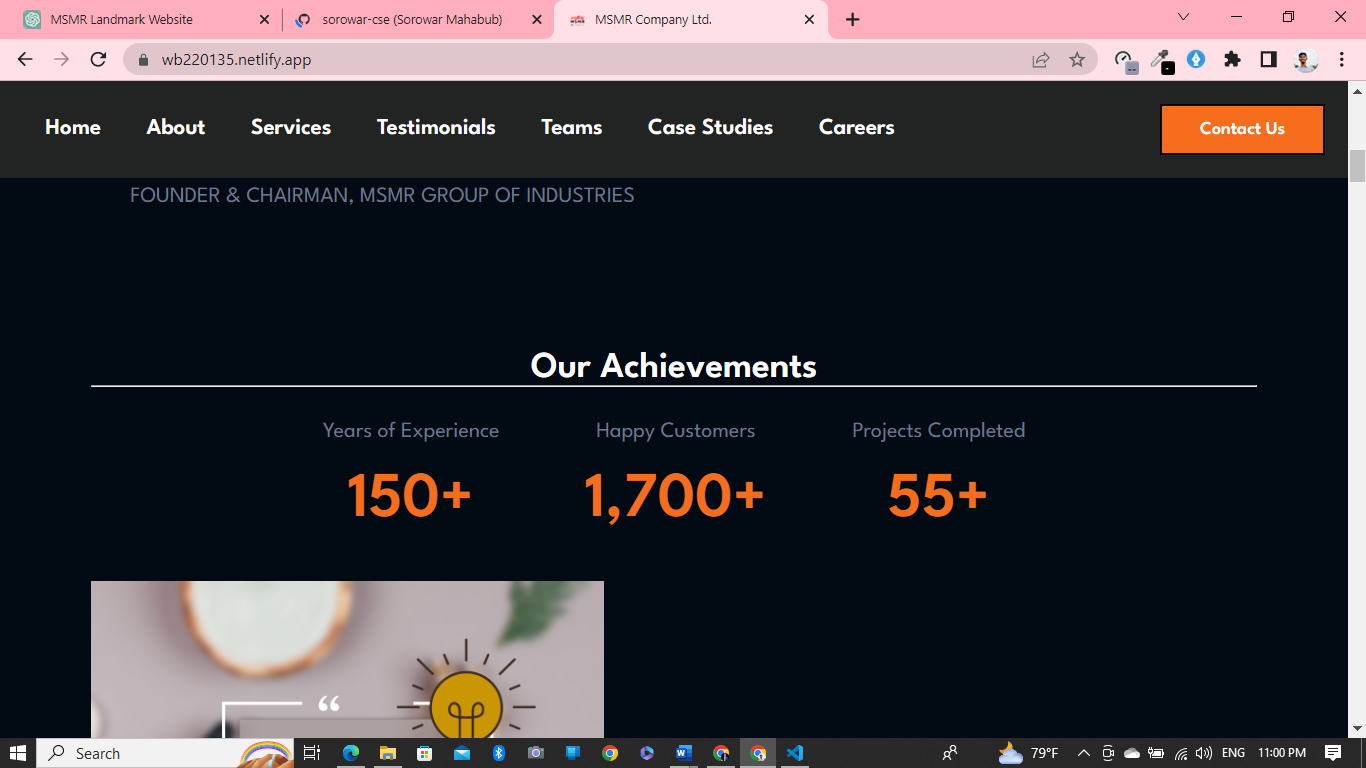 MSMR Landmark Website
sorowar-cse (Sorowar Mahabub)
MSMR Company Ltd.
wb220135.netlify.app
Home About Services Testimonials Teams Case Studies Careers Contact Us
FOUNDER & CHAIRMAN, MSMR GROUP OF INDUSTRIES
Our Achievements
Years of Experience Happy Customers Projects Completed
150+ 1,700+ 55+
“
Search 79°F ENG 11:00 PM